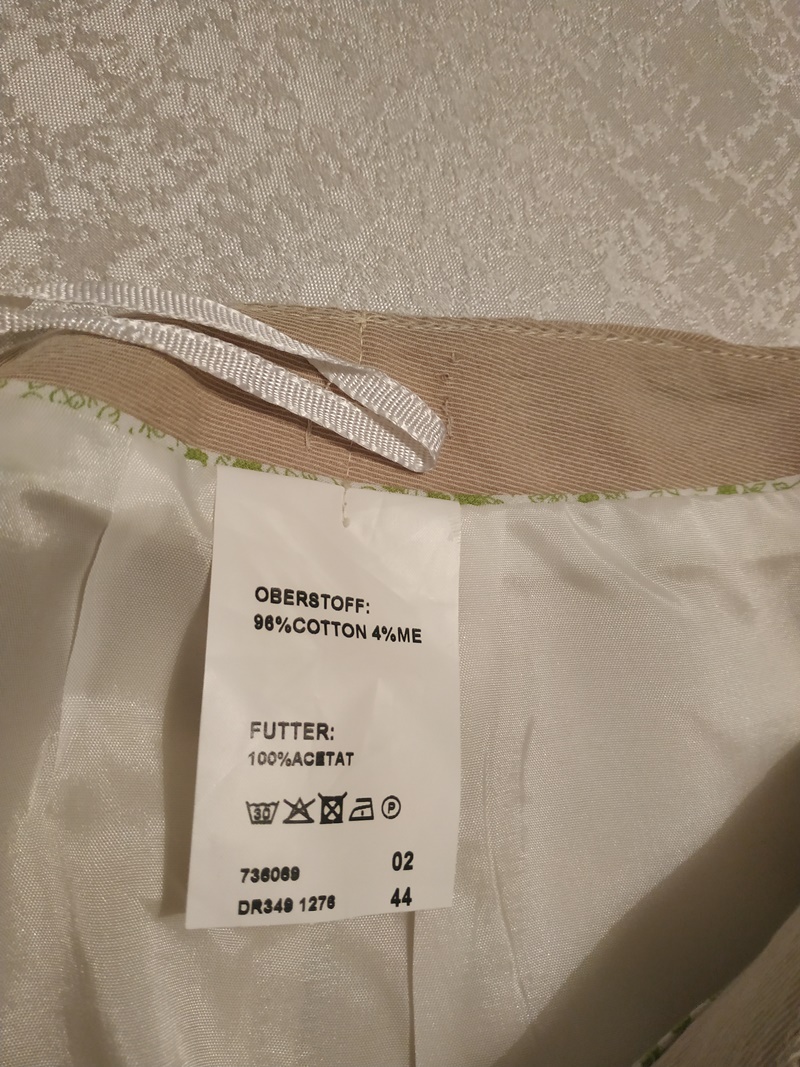 OBERSTOFF:
96%COTTON 4%ME
FUTTER:
100%ACETAT
30 P
736069 02
DR349 1276 44